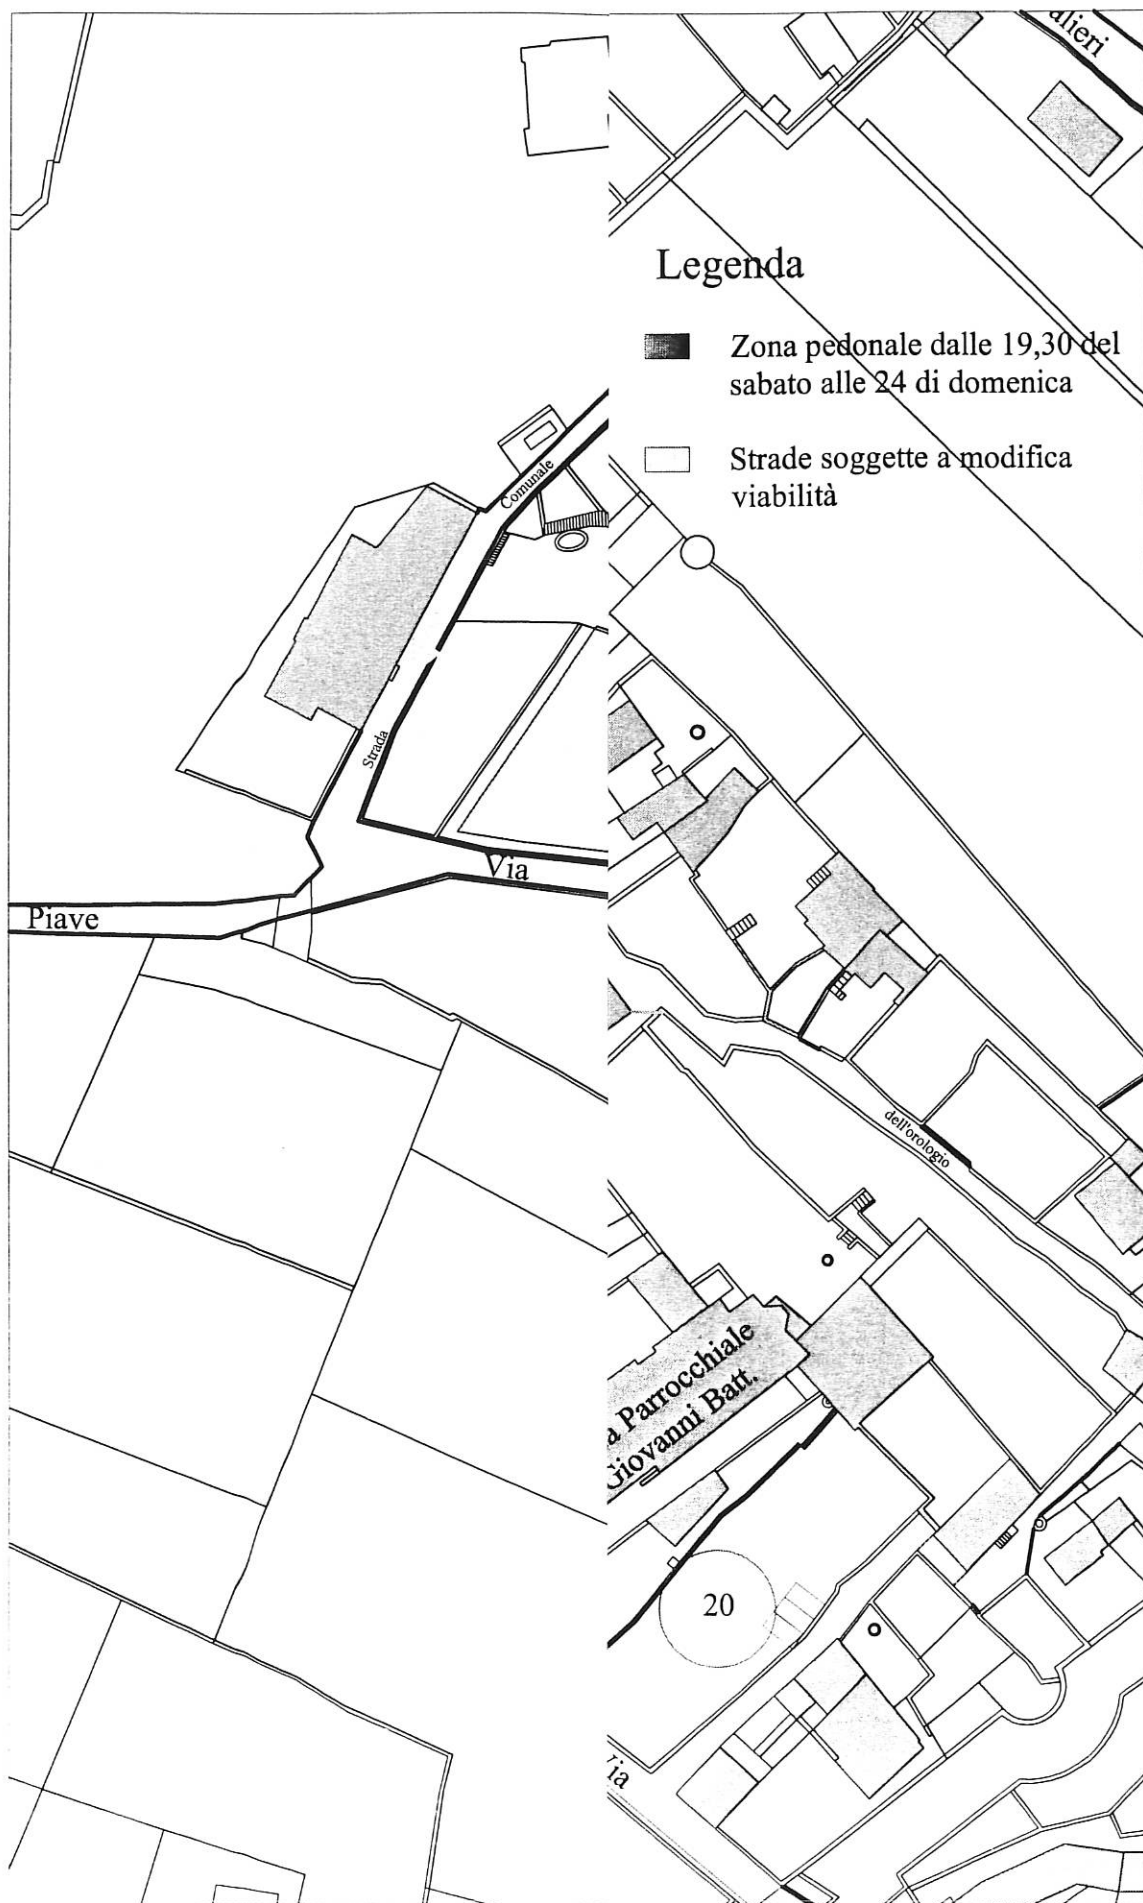 alieri
Legenda
Zona pedonale dalle 19,30 del
sabato alle 24 di domenica
Strade soggette a modifica
viabilità
Comunale
Strada
Via
Piave
dell'orologio
a Parrocchiale
Giovanni Batt.
20
Via